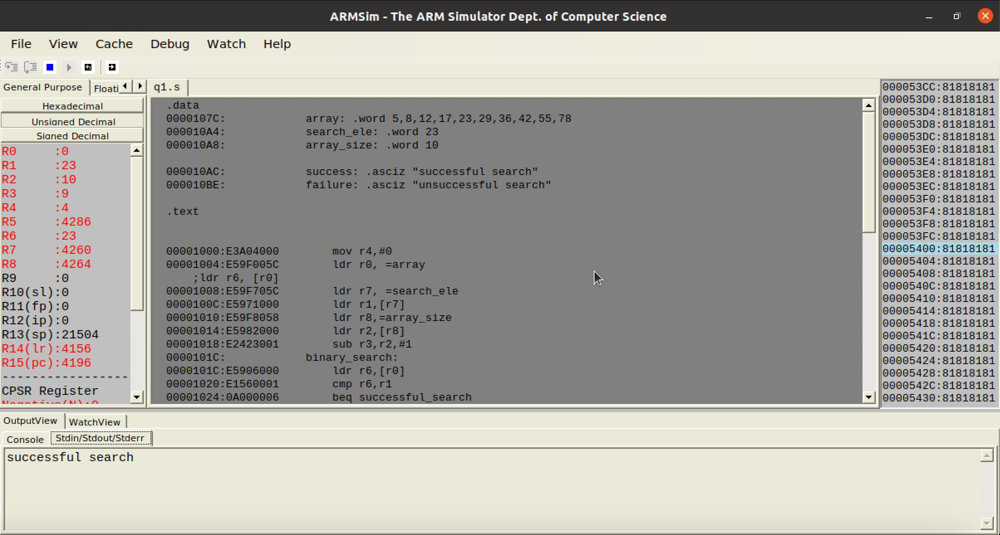 ARMSim - The ARM Simulator Dept. of Computer Science
File View Cache Debug Watch Help
General Purpose Floati
Hexadecimal
Unsigned Decimal
Signed Decimal
R0 :0
R1 :23
R2 :10
R3 :9
R4 :4
R5 :4286
R6 :23
R7 :4260
R8 :4264
R9 :0
R10(sl):0
R11(fp):0
R12(ip):0
R13(sp):21504
R14(lr):4156
R15(pc):4196
-----------------
CPSR Register
Negative(N):0
q1.s
.data
0000107C: array: .word 5,8,12,17,23,29,36,42,55,78
000010A4: search_ele: .word 23
000010A8: array_size: .word 10
000010AC: success: .asciz "successful search"
000010BE: failure: .asciz "unsuccessful search"
.text
00001000:E3A04000 mov r4,#0
00001004:E59F005C ldr r0, =array
;ldr r6, [r0]
00001008:E59F705C ldr r7, =search_ele
0000100C:E5971000 ldr r1,[r7]
00001010:E59F8058 ldr r8,=array_size
00001014:E5982000 ldr r2,[r8]
00001018:E2423001 sub r3,r2,#1
0000101C: binary_search:
0000101C:E5906000 ldr r6,[r0]
00001020:E1560001 cmp r6,r1
00001024:0A000006 beq successful_search
000053CC:81818181
000053D0:81818181
000053D4:81818181
000053D8:81818181
000053DC:81818181
000053E0:81818181
000053E4:81818181
000053E8:81818181
000053EC:81818181
000053F0:81818181
000053F4:81818181
000053F8:81818181
000053FC:81818181
00005400:81818181
00005404:81818181
00005408:81818181
0000540C:81818181
00005410:81818181
00005414:81818181
00005418:81818181
0000541C:81818181
00005420:81818181
00005424:81818181
00005428:81818181
0000542C:81818181
00005430:81818181
OutputView WatchView
Console Stdin/Stdout/Stderr
successful search